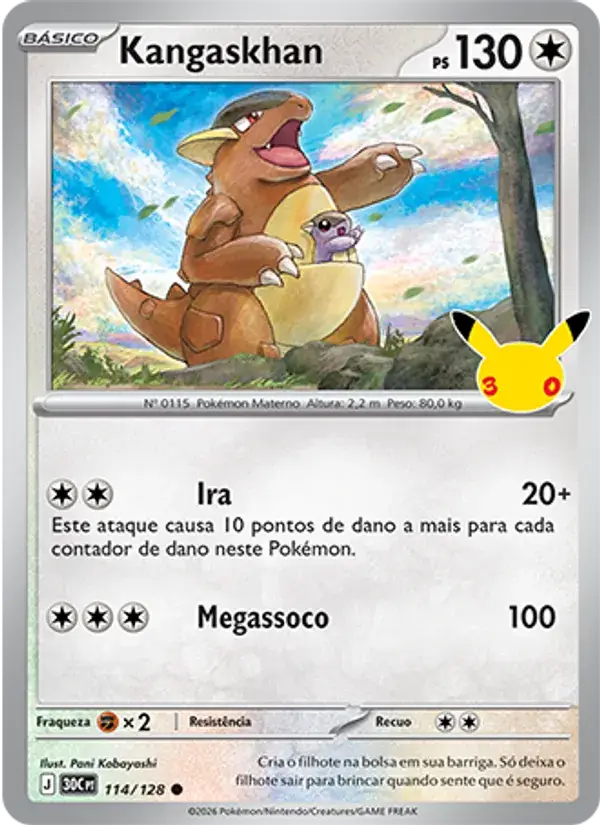 BÁSICO
Kangaskhan
PS 130
30
Nº 0115 Pokémon Materno Altura: 2,2 m Peso: 80,0 kg
Ira 20+
Este ataque causa 10 pontos de dano a mais para cada
contador de dano neste Pokémon.
Megassoco 100
Fraqueza ×2 Resistência Recuo
Ilust. Pani Kobayashi
Cria o filhote na bolsa em sua barriga. Só deixa o
filhote sair para brincar quando sente que é seguro.
J 30C PT 114/128
©2026 Pokémon/Nintendo/Creatures/GAME FREAK